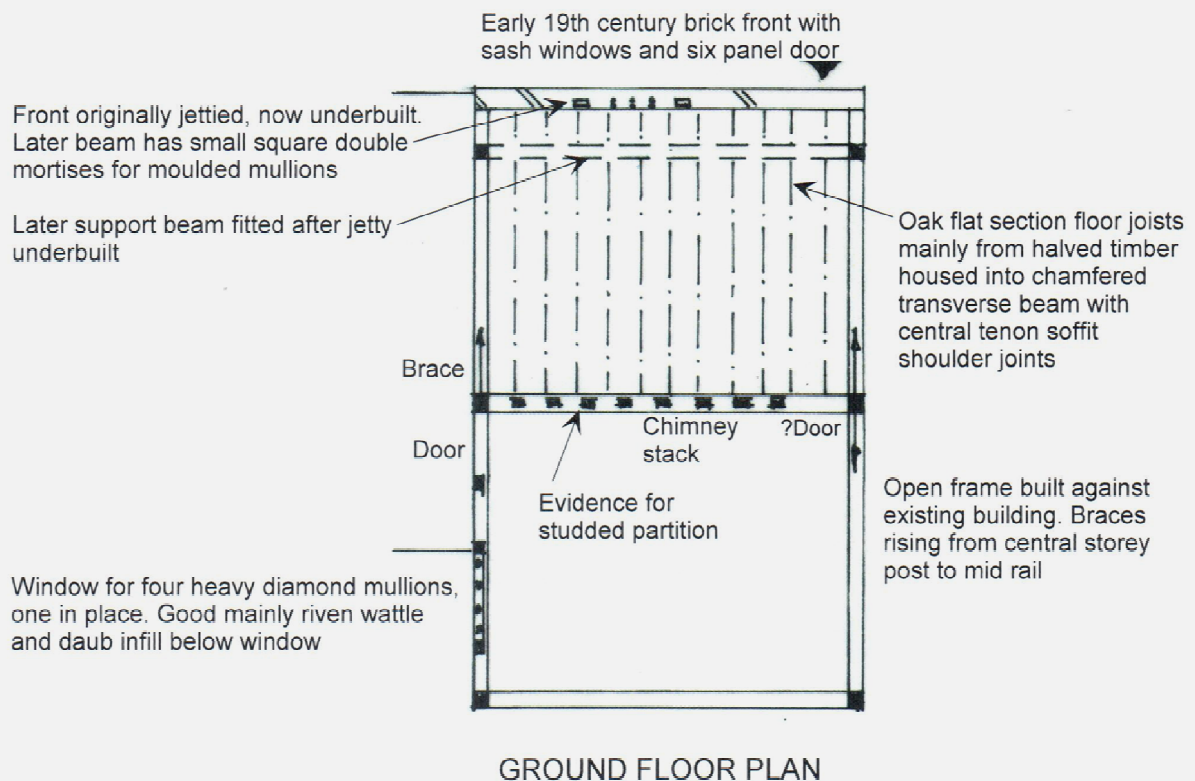 Early 19th century brick front with
sash windows and six panel door
Front originally jettied, now underbuilt.
Later beam has small square double
mortises for moulded mullions
Later support beam fitted after jetty
underbuilt
Oak flat section floor joists
mainly from halved timber
housed into chamfered
transverse beam with
central tenon soffit
shoulder joints
Brace
Door
Chimney
stack
?Door
Evidence for
studded partition
Open frame built against
existing building. Braces
rising from central storey
post to mid rail
Window for four heavy diamond mullions,
one in place. Good mainly riven wattle
and daub infill below window
GROUND FLOOR PLAN